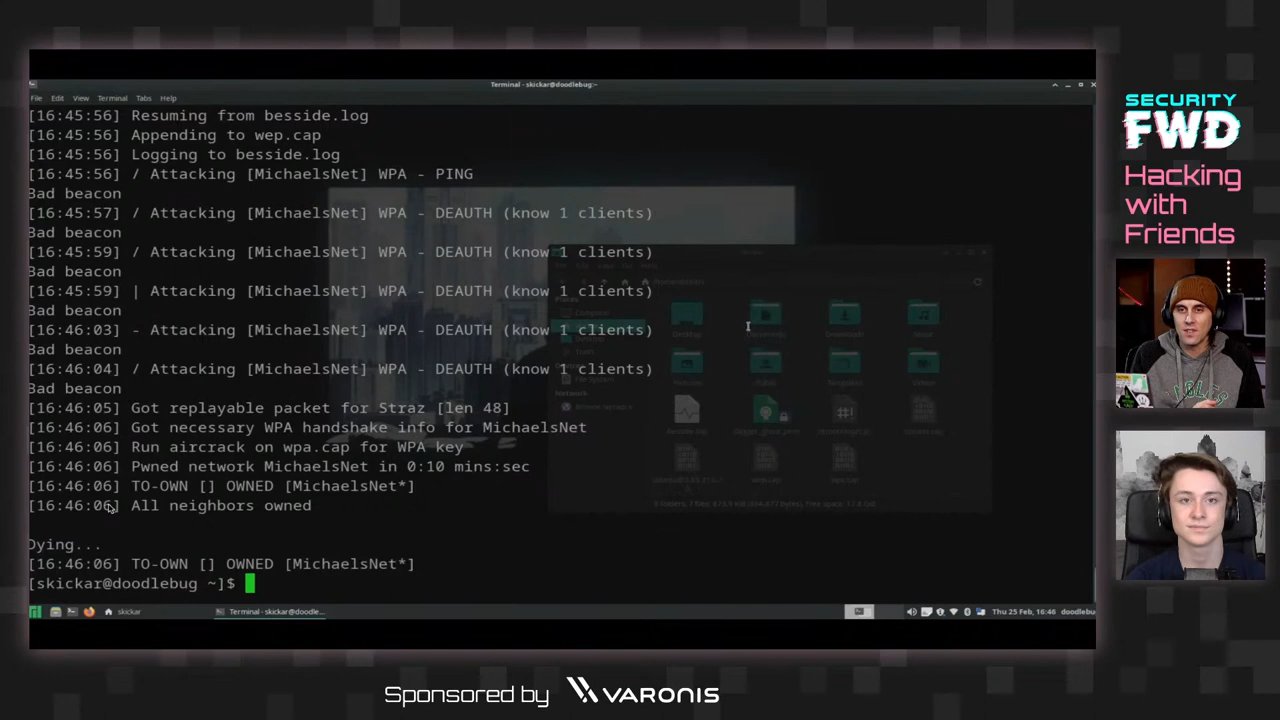 Terminal - skickar@doodlebug:~
File Edit View Terminal Tabs Help
[16:45:56] Resuming from besside.log
[16:45:56] Appending to wep.cap
[16:45:56] Logging to besside.log
[16:45:56] / Attacking [MichaelsNet] WPA - PING
Bad beacon
[16:45:57] / Attacking [MichaelsNet] WPA - DEAUTH (know 1 clients)
Bad beacon
[16:45:59] / Attacking [MichaelsNet] WPA - DEAUTH (know 1 clients)
Bad beacon
[16:45:59] | Attacking [MichaelsNet] WPA - DEAUTH (know 1 clients)
Bad beacon
[16:46:03] - Attacking [MichaelsNet] WPA - DEAUTH (know 1 clients)
Bad beacon
[16:46:04] / Attacking [MichaelsNet] WPA - DEAUTH (know 1 clients)
Bad beacon
[16:46:05] Got replayable packet for Straz [len 48]
[16:46:06] Got necessary WPA handshake info for MichaelsNet
[16:46:06] Run aircrack on wpa.cap for WPA key
[16:46:06] Pwned network MichaelsNet in 0:10 mins:sec
[16:46:06] TO-OWN [] OWNED [MichaelsNet*]
[16:46:06] All neighbors owned
Dying...
[16:46:06] TO-OWN [] OWNED [MichaelsNet*]
[skickar@doodlebug ~]$
skickar
Terminal - skickar@doodle...
Thu 25 Feb, 16:46 doodlebu
SECURITY
FWD
Hacking
with
Friends
Sponsored by VARONIS